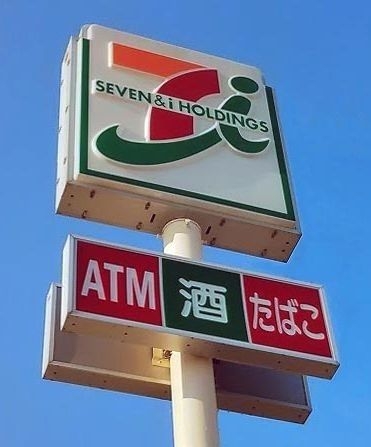 SEVEN & i HOLDINGS
ATM 酒 たばこ